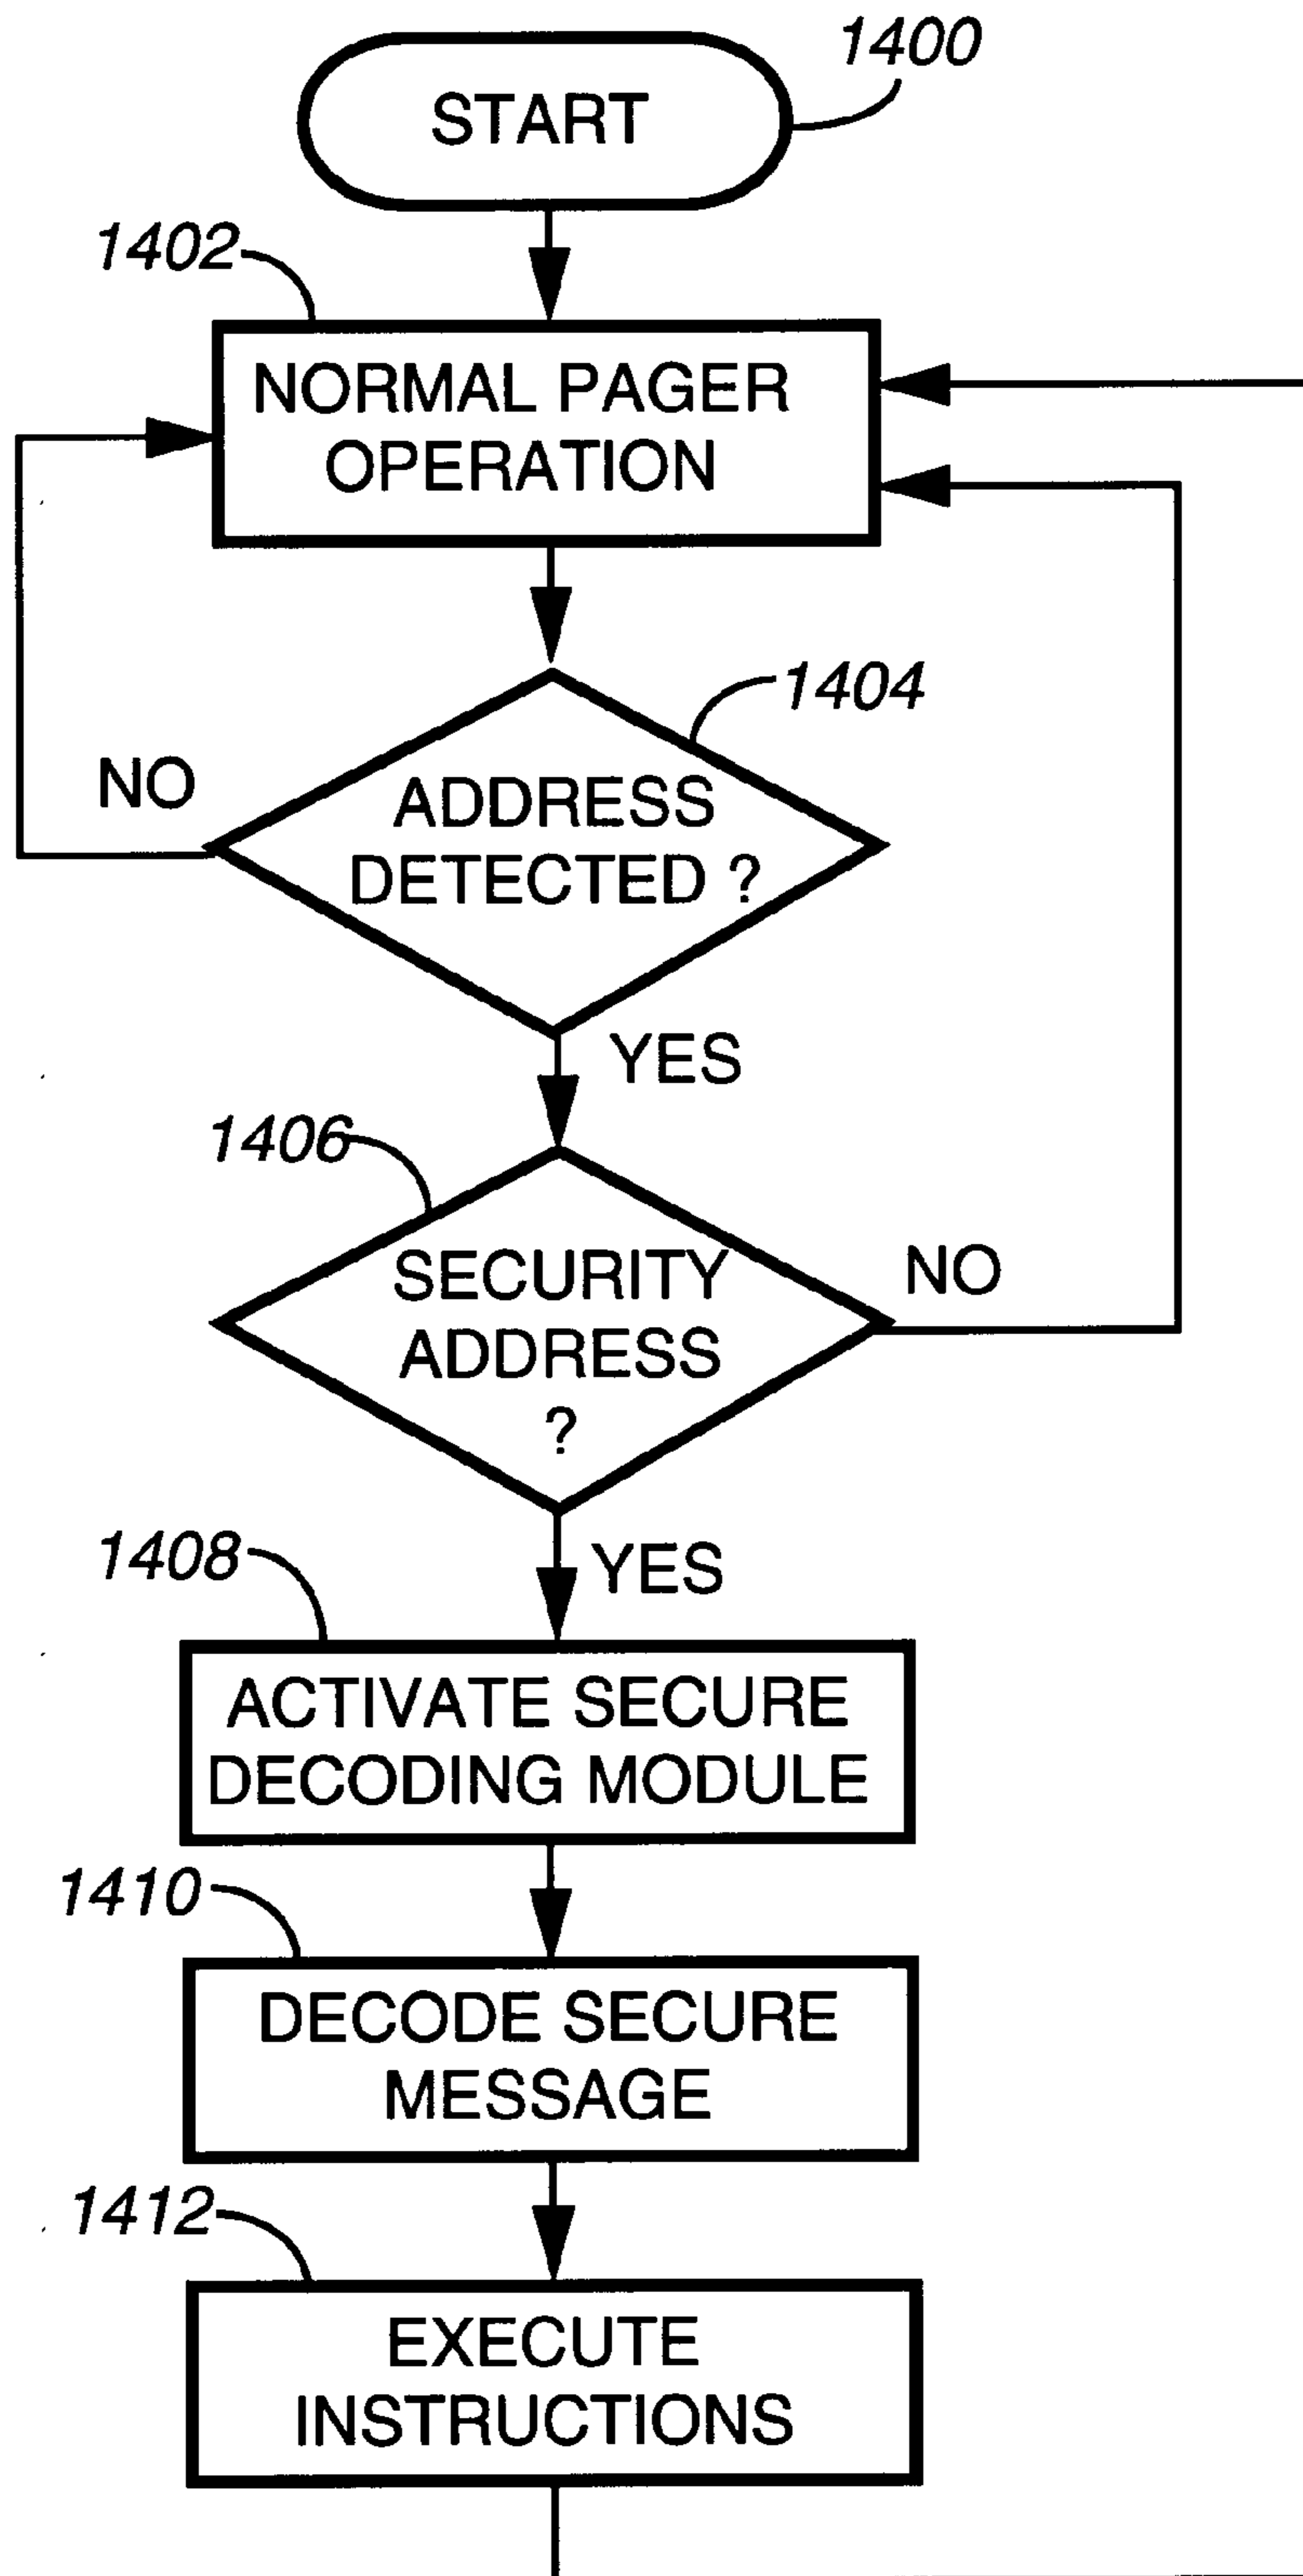 1400
START
1402
NORMAL PAGER
OPERATION
1404
NO
ADDRESS
DETECTED ?
YES
1406
SECURITY
ADDRESS
?
NO
1408
YES
ACTIVATE SECURE
DECODING MODULE
1410
DECODE SECURE
MESSAGE
1412
EXECUTE
INSTRUCTIONS